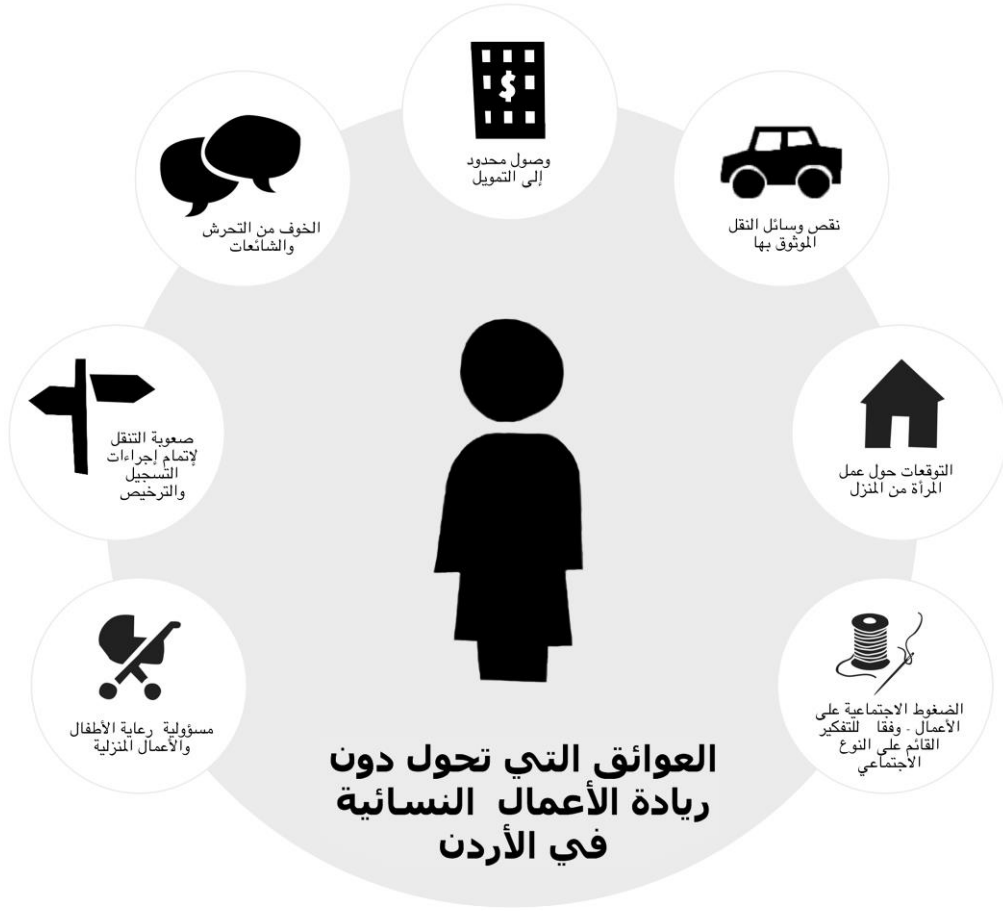 وصول محدود
إلى التمويل
نقص وسائل النقل
الموثوق بها
الخوف من التحرش
والشائعات
التوقعات حول عمل
المرأة من المنزل
صعوبة التنقل
لإتمام إجراءات
التسجيل
والترخيص
الضغوط الاجتماعية على
الأعمال - وفقا للتفكير
القائم على النوع
الاجتماعي
مسؤولية رعاية الأطفال
والأعمال المنزلية
العوائق التي تحول دون
ريادة الأعمال النسائية
في الأردن